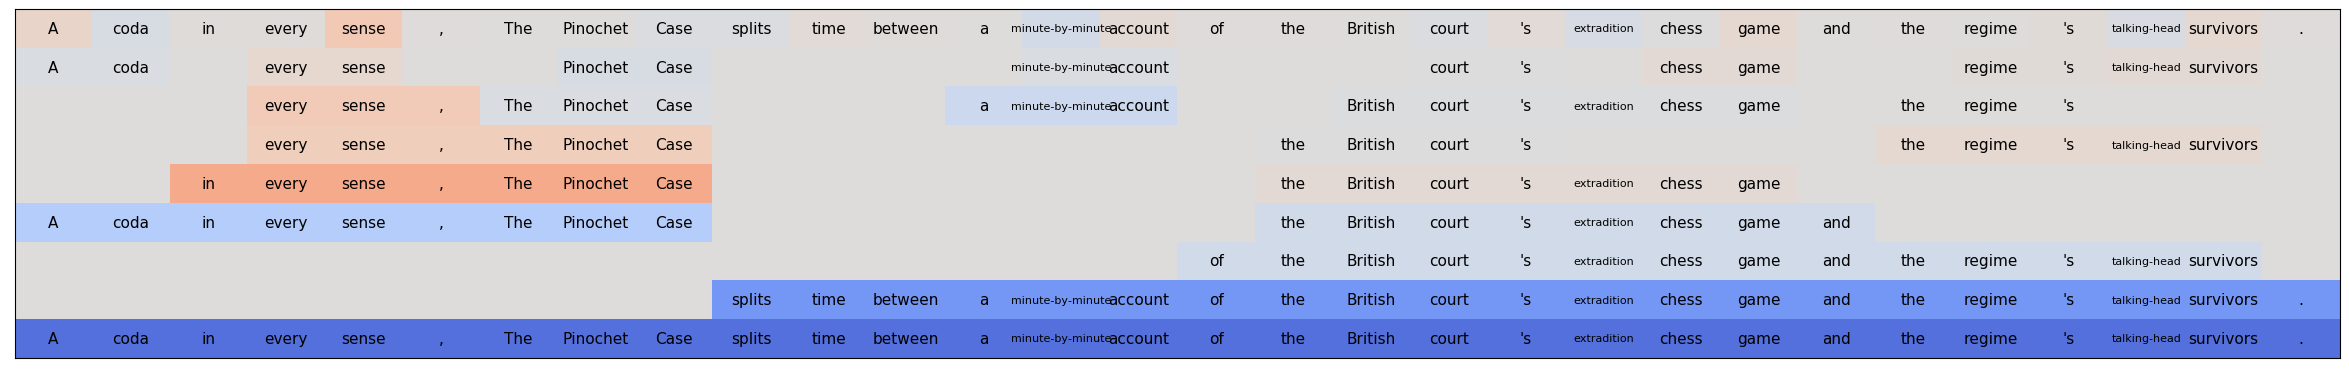 A coda in every sense , The Pinochet Case splits time between a minute-by-minute account of the British court 's extradition chess game and the regime 's talking-head survivors .
A coda every sense Pinochet Case minute-by-minute account court 's chess game regime 's talking-head survivors
every sense , The Pinochet Case a minute-by-minute account British court 's extradition chess game the regime 's
every sense , The Pinochet Case the British court 's the regime 's talking-head survivors
in every sense , The Pinochet Case the British court 's extradition chess game
A coda in every sense , The Pinochet Case the British court 's extradition chess game and
of the British court 's extradition chess game and the regime 's talking-head survivors
splits time between a minute-by-minute account of the British court 's extradition chess game and the regime 's talking-head survivors .
A coda in every sense , The Pinochet Case splits time between a minute-by-minute account of the British court 's extradition chess game and the regime 's talking-head survivors .